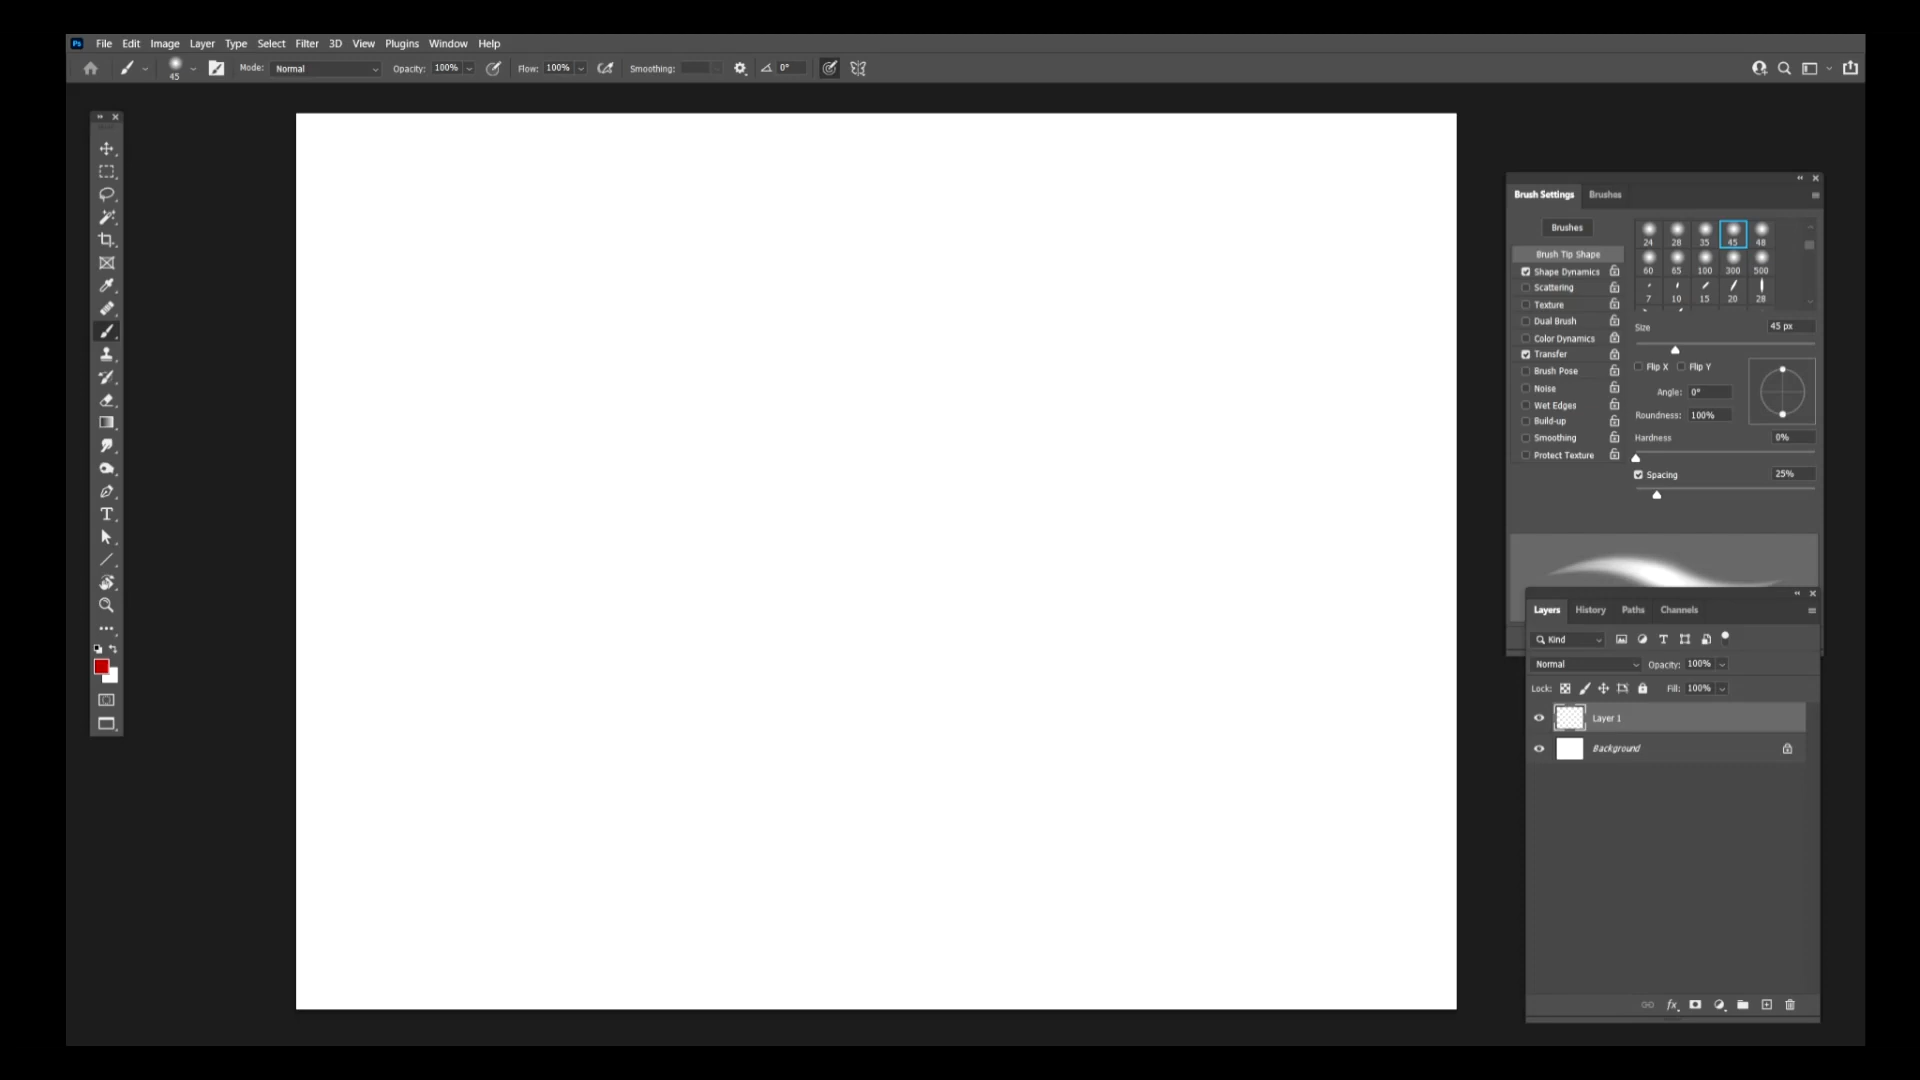 Ps File Edit Image Layer Type Select Filter 3D View Plugins Window Help
45 Mode: Normal Opacity: 100% Flow: 100% Smoothing: 0°
Brush Settings Brushes
Brushes
24 28 35 45 48
Brush Tip Shape
Shape Dynamics
60 65 100 300 500
Scattering
7 10 15 20 28
Texture
Dual Brush
Size 45 px
Color Dynamics
Transfer
Brush Pose
Flip X Flip Y
Noise
Angle: 0°
Wet Edges
Roundness: 100%
Build-up
Smoothing
Hardness 0%
Protect Texture
Spacing 25%
T
Layers History Paths Channels
Kind T
Normal Opacity: 100%
Lock: Fill: 100%
Layer 1
Background
fx